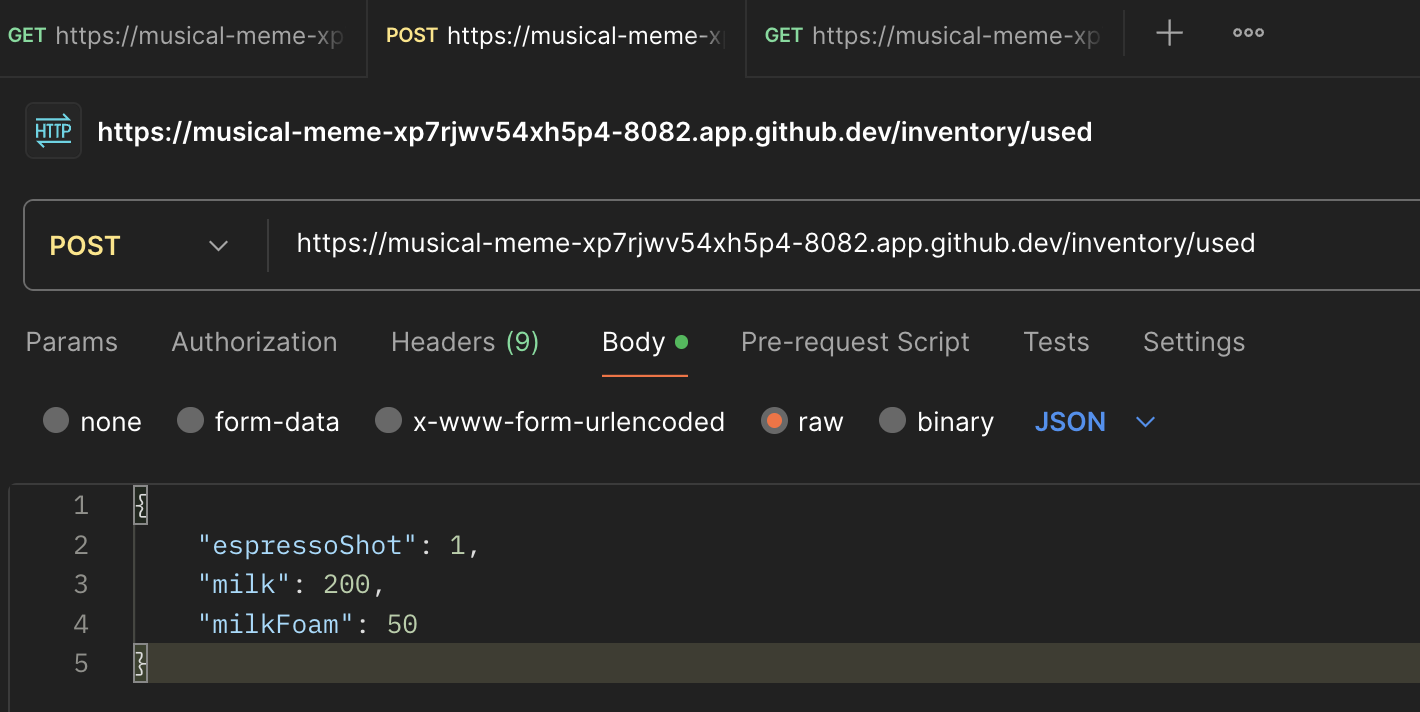 GET https://musical-meme-xp POST https://musical-meme-x GET https://musical-meme-xp
HTTP https://musical-meme-xp7rjwv54xh5p4-8082.app.github.dev/inventory/used
POST https://musical-meme-xp7rjwv54xh5p4-8082.app.github.dev/inventory/used
Params Authorization Headers (9) Body Pre-request Script Tests Settings
none form-data x-www-form-urlencoded raw binary JSON
1 {
2 "espressoShot": 1,
3 "milk": 200,
4 "milkFoam": 50
5 }